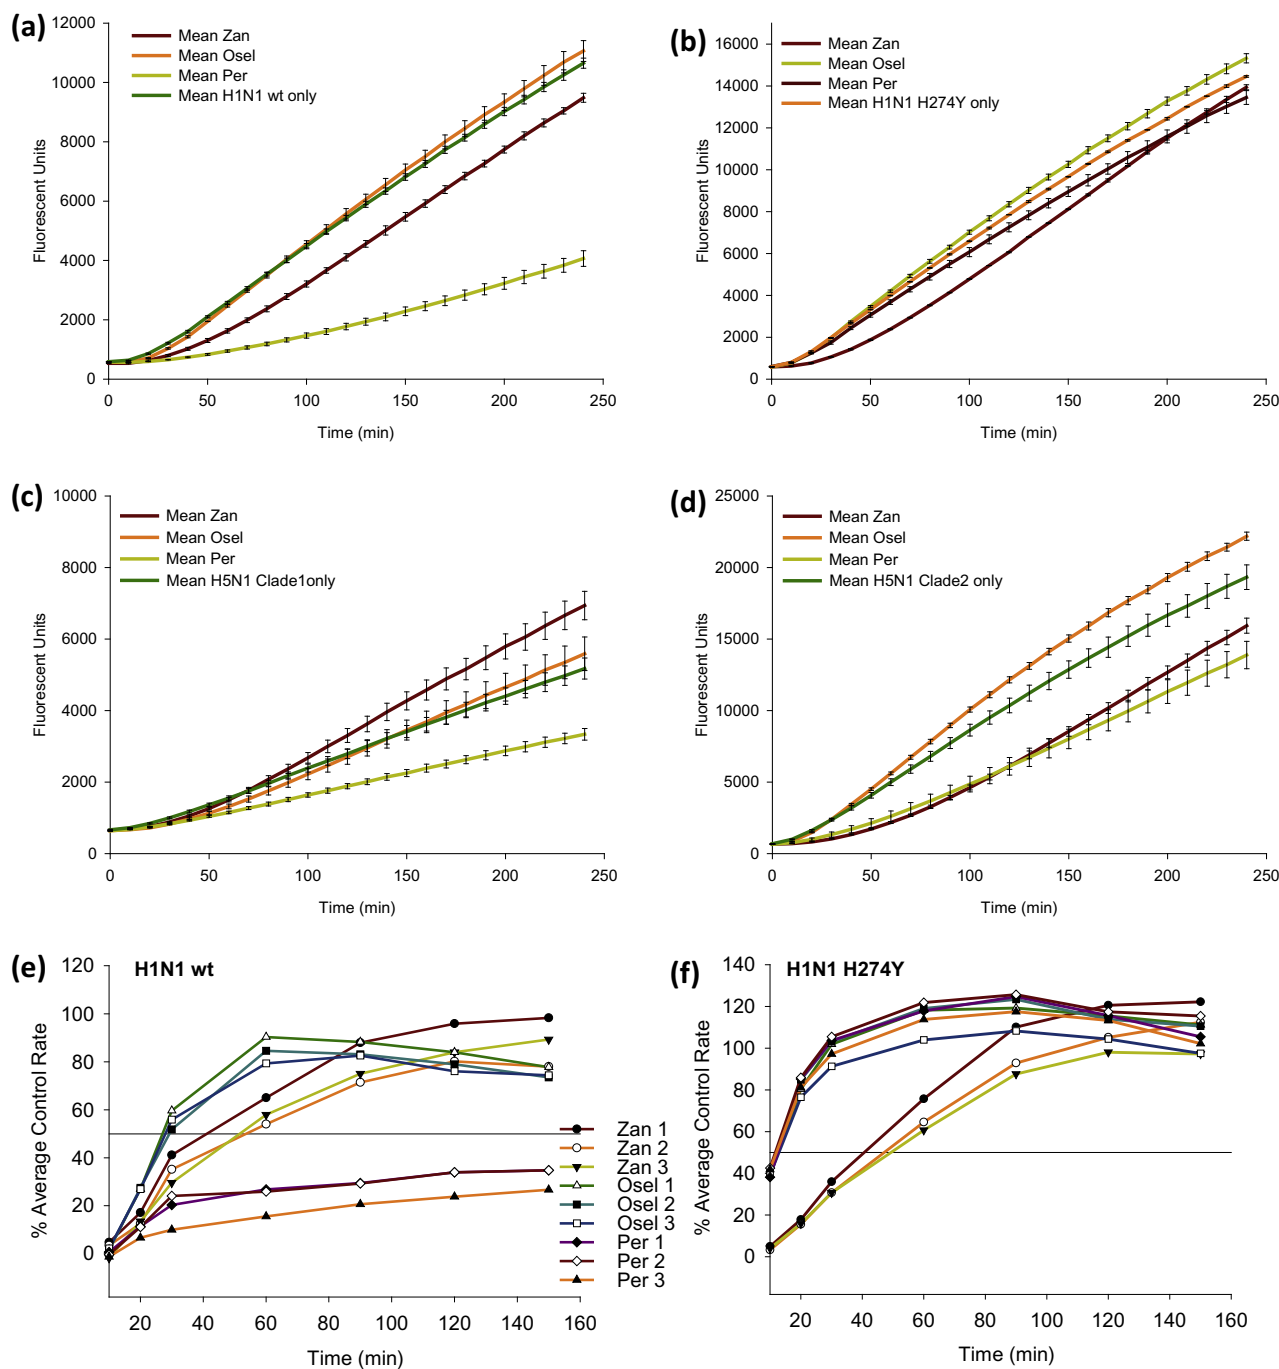 (a)
12000
10000
8000
6000
4000
2000
0
Fluorescent Units
Mean Zan
Mean Osel
Mean Per
Mean H1N1 wt only
0 50 100 150 200 250
Time (min)
(b)
16000
14000
12000
10000
8000
6000
4000
2000
0
Fluorescent Units
Mean Zan
Mean Osel
Mean Per
Mean H1N1 H274Y only
0 50 100 150 200 250
Time (min)
(c)
10000
8000
6000
4000
2000
0
Fluorescent Units
Mean Zan
Mean Osel
Mean Per
Mean H5N1 Clade1only
0 50 100 150 200 250
Time (min)
(d)
25000
20000
15000
10000
5000
0
Fluorescent Units
Mean Zan
Mean Osel
Mean Per
Mean H5N1 Clade2 only
0 50 100 150 200 250
Time (min)
(e)
H1N1 wt
120
100
80
60
40
20
0
% Average Control Rate
20 40 60 80 100 120 140 160
Time (min)
Zan 1
Zan 2
Zan 3
Osel 1
Osel 2
Osel 3
Per 1
Per 2
Per 3
(f)
H1N1 H274Y
140
120
100
80
60
40
20
0
% Average Control Rate
20 40 60 80 100 120 140 160
Time (min)